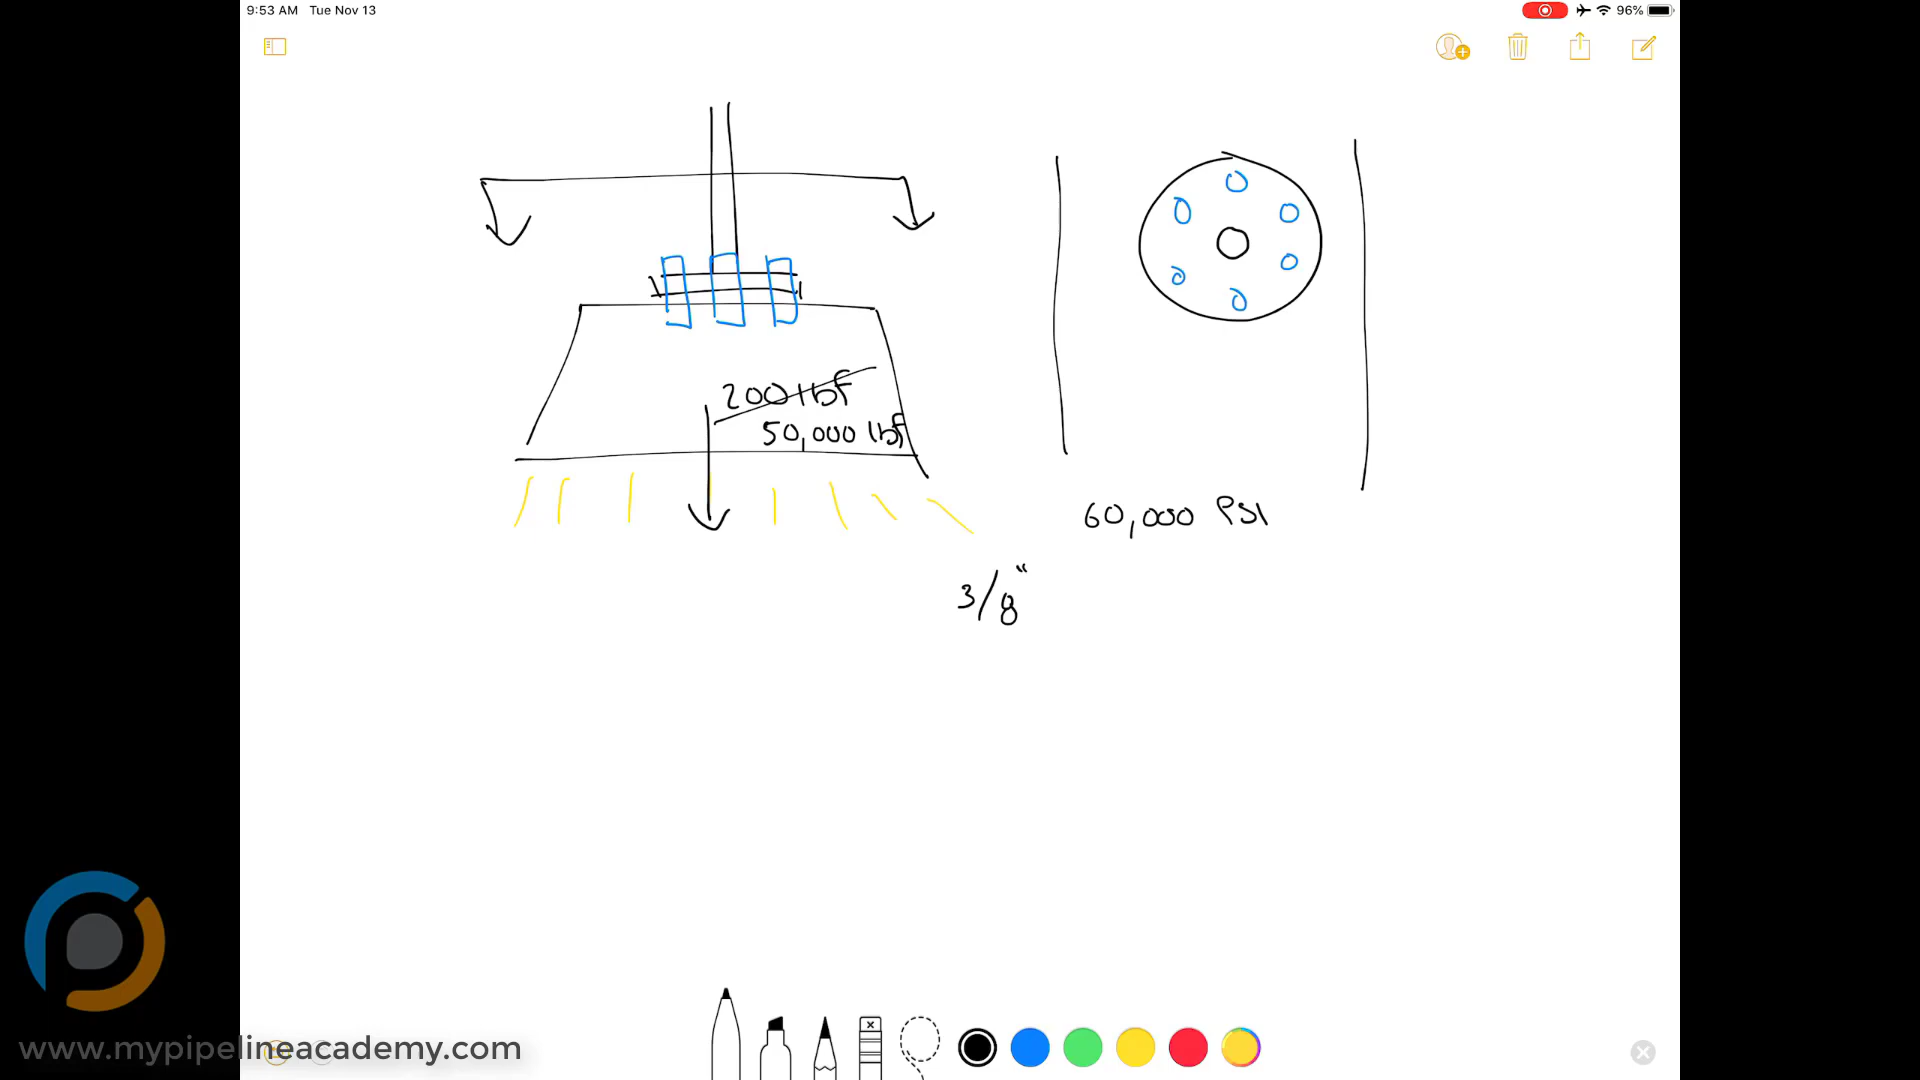 9:53 AM Tue Nov 13
96%
200 lbf
50,000 lbf
60,000 PSI
3/8"
www.mypipelineacademy.com